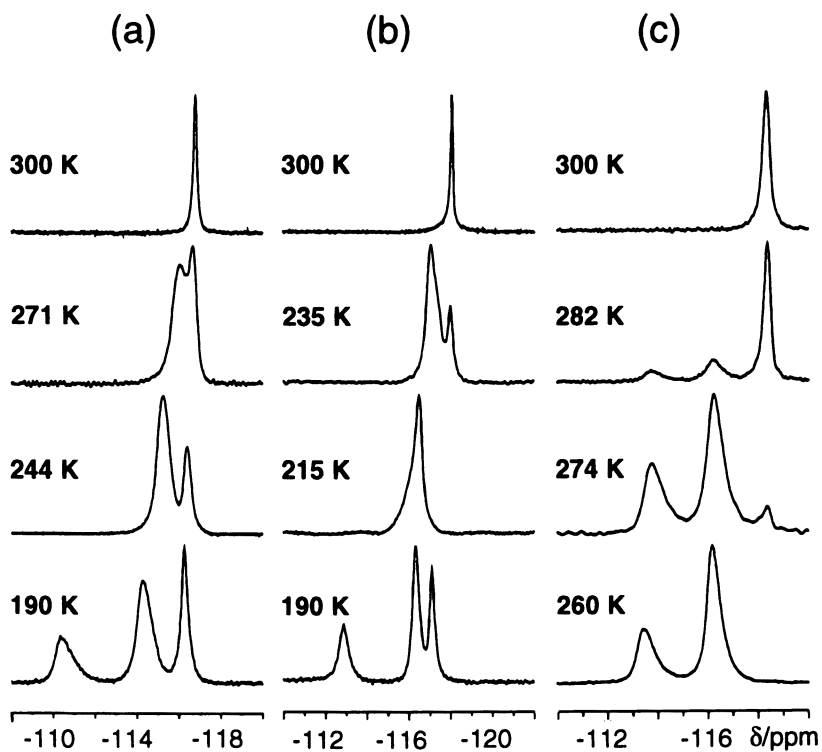 (a) (b) (c)
300 K 300 K 300 K
271 K 235 K 282 K
244 K 215 K 274 K
190 K 190 K 260 K
-110 -114 -118 -112 -116 -120 -112 -116 δ/ppm